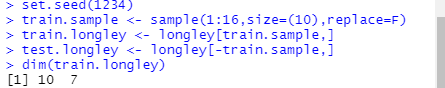 > set.seed(1234)
> train.sample <- sample(1:16,size=(10),replace=F)
> train.longley <- longley[train.sample,]
> test.longley <- longley[-train.sample,]
> dim(train.longley)
[1] 10  7